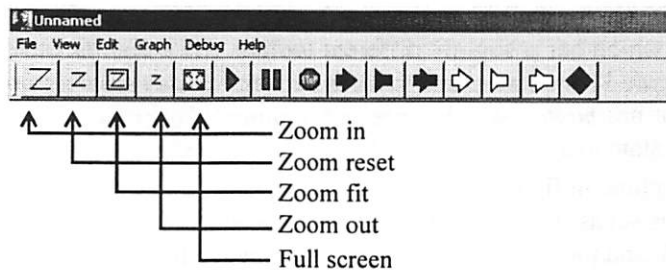 Unnamed
File View Edit Graph Debug Help
Z Z Z Z
Zoom in
Zoom reset
Zoom fit
Zoom out
Full screen